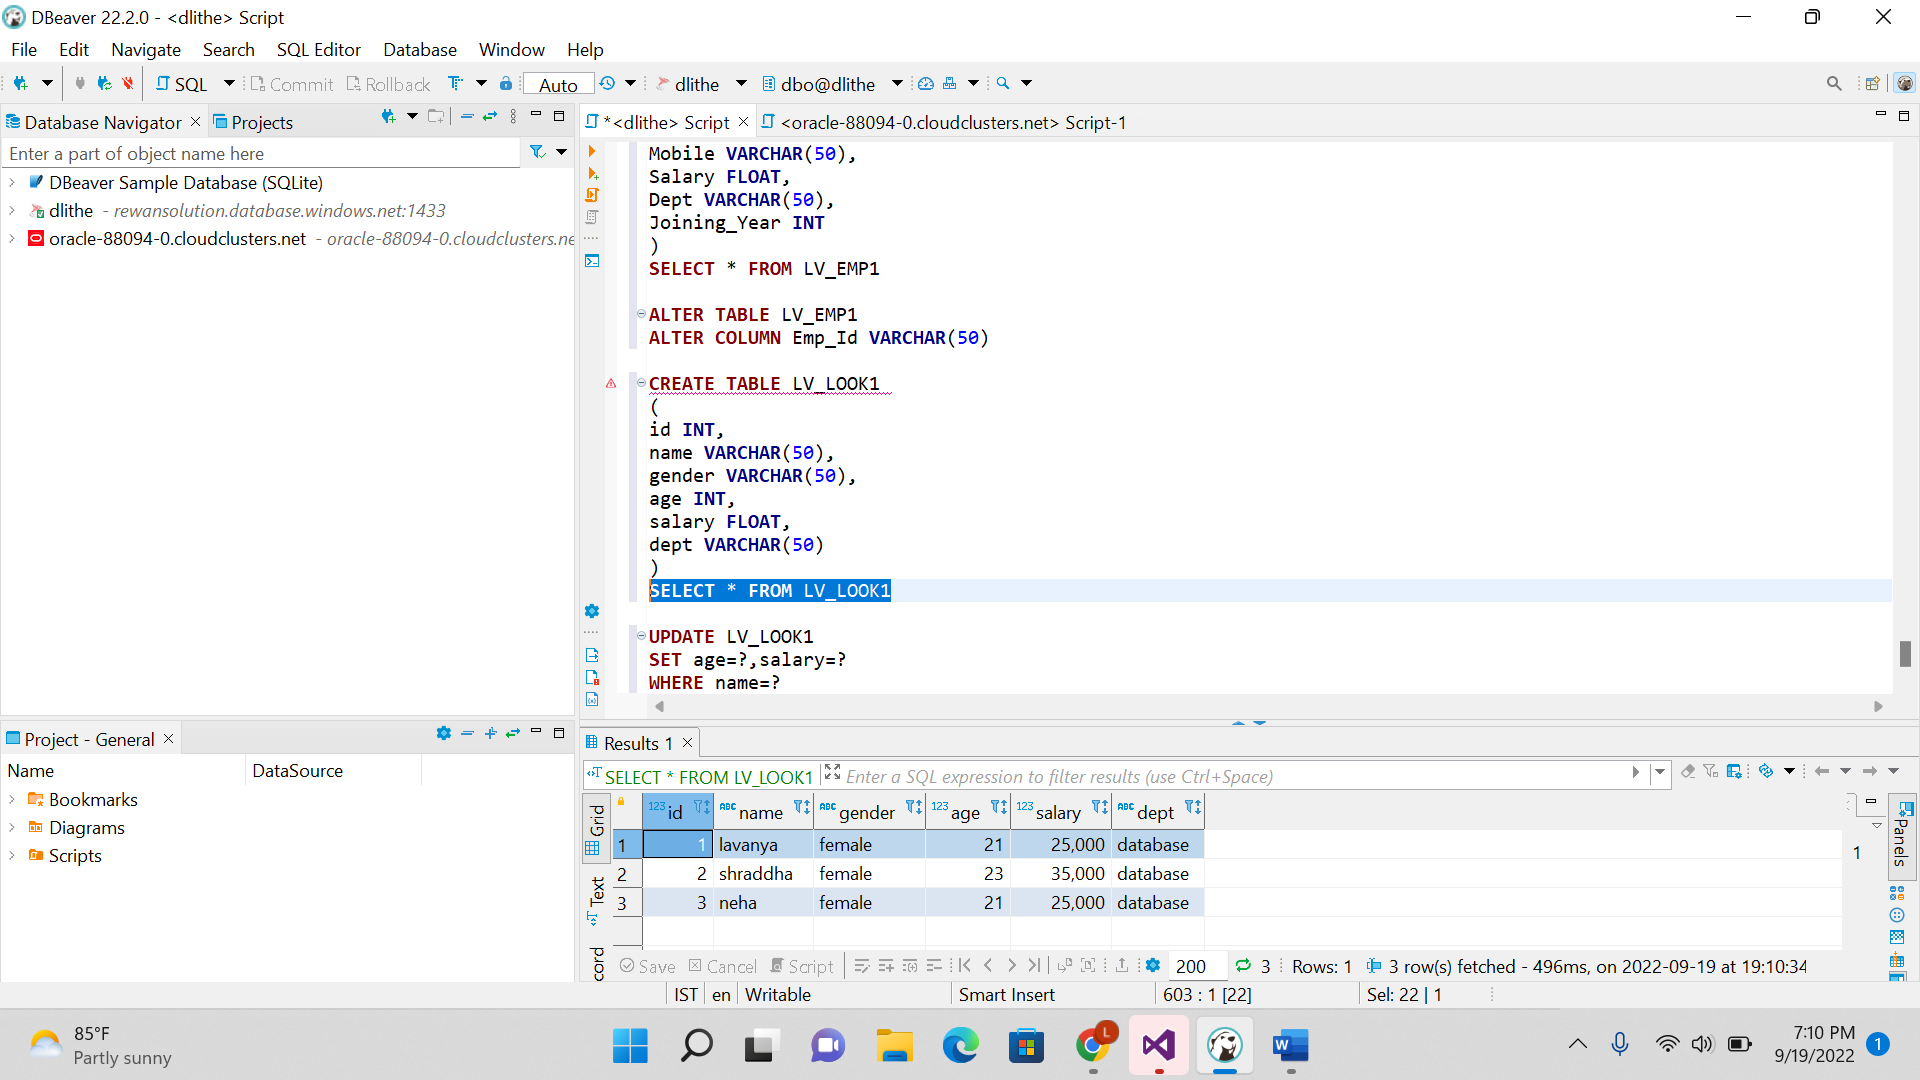 DBeaver 22.2.0 - <dlithe> Script
File Edit Navigate Search SQL Editor Database Window Help
SQL Commit Rollback Auto dlithe dbo@dlithe
Database Navigator Projects
Enter a part of object name here
DBeaver Sample Database (SQLite)
dlithe - rewansolution.database.windows.net:1433
oracle-88094-0.cloudclusters.net - oracle-88094-0.cloudclusters.ne
*<dlithe> Script <oracle-88094-0.cloudclusters.net> Script-1
Mobile VARCHAR(50),
Salary FLOAT,
Dept VARCHAR(50),
Joining_Year INT
)
SELECT * FROM LV_EMP1
ALTER TABLE LV_EMP1
ALTER COLUMN Emp_Id VARCHAR(50)
CREATE TABLE LV_LOOK1
(
id INT,
name VARCHAR(50),
gender VARCHAR(50),
age INT,
salary FLOAT,
dept VARCHAR(50)
)
SELECT * FROM LV_LOOK1
UPDATE LV_LOOK1
SET age=?,salary=?
WHERE name=?
Project - General
Name DataSource
Bookmarks
Diagrams
Scripts
Results 1
SELECT * FROM LV_LOOK1 Enter a SQL expression to filter results (use Ctrl+Space)
Grid
Text
cord
123 id ABC name ABC gender 123 age 123 salary ABC dept
1 1 lavanya female 21 25,000 database
2 2 shraddha female 23 35,000 database
3 3 neha female 21 25,000 database
1
Panels
Save Cancel Script 200 3 Rows: 1 3 row(s) fetched - 496ms, on 2022-09-19 at 19:10:34
IST en Writable Smart Insert 603 : 1 [22] Sel: 22 | 1
85°F
Partly sunny
L
W
7:10 PM
9/19/2022
1